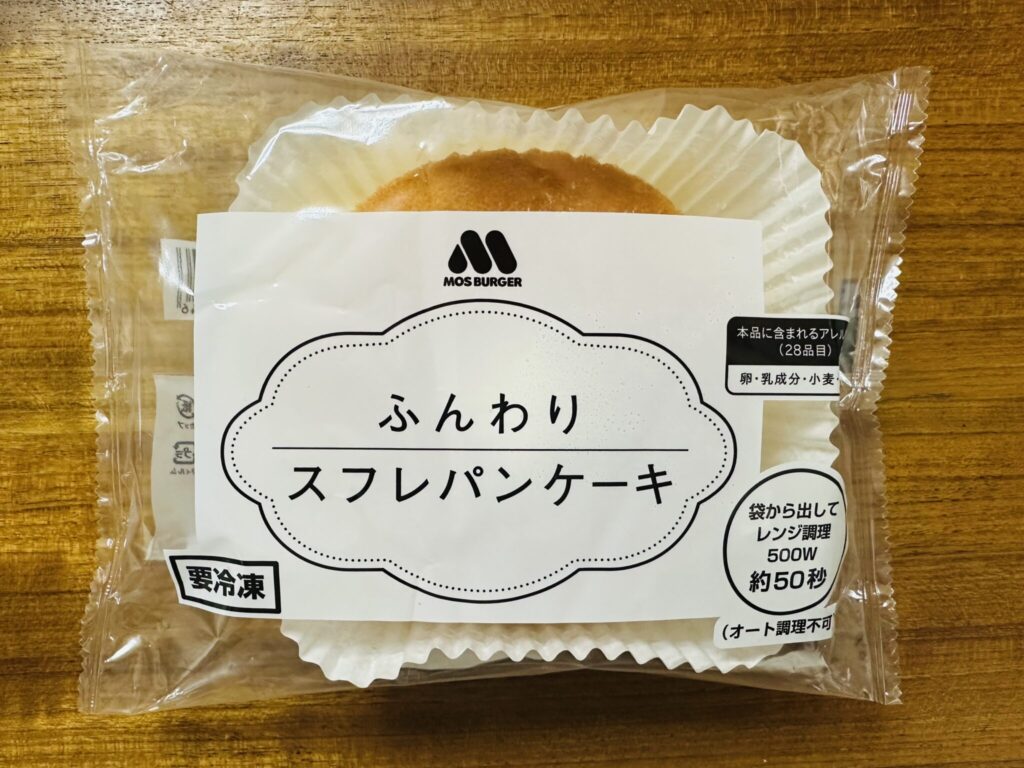 MOS BURGER
ふんわり
スフレパンケーキ
本品に含まれるアレル
（28品目）
卵・乳成分・小麦・
袋から出して
レンジ調理
500W
約50秒
（オート調理不可
要冷凍